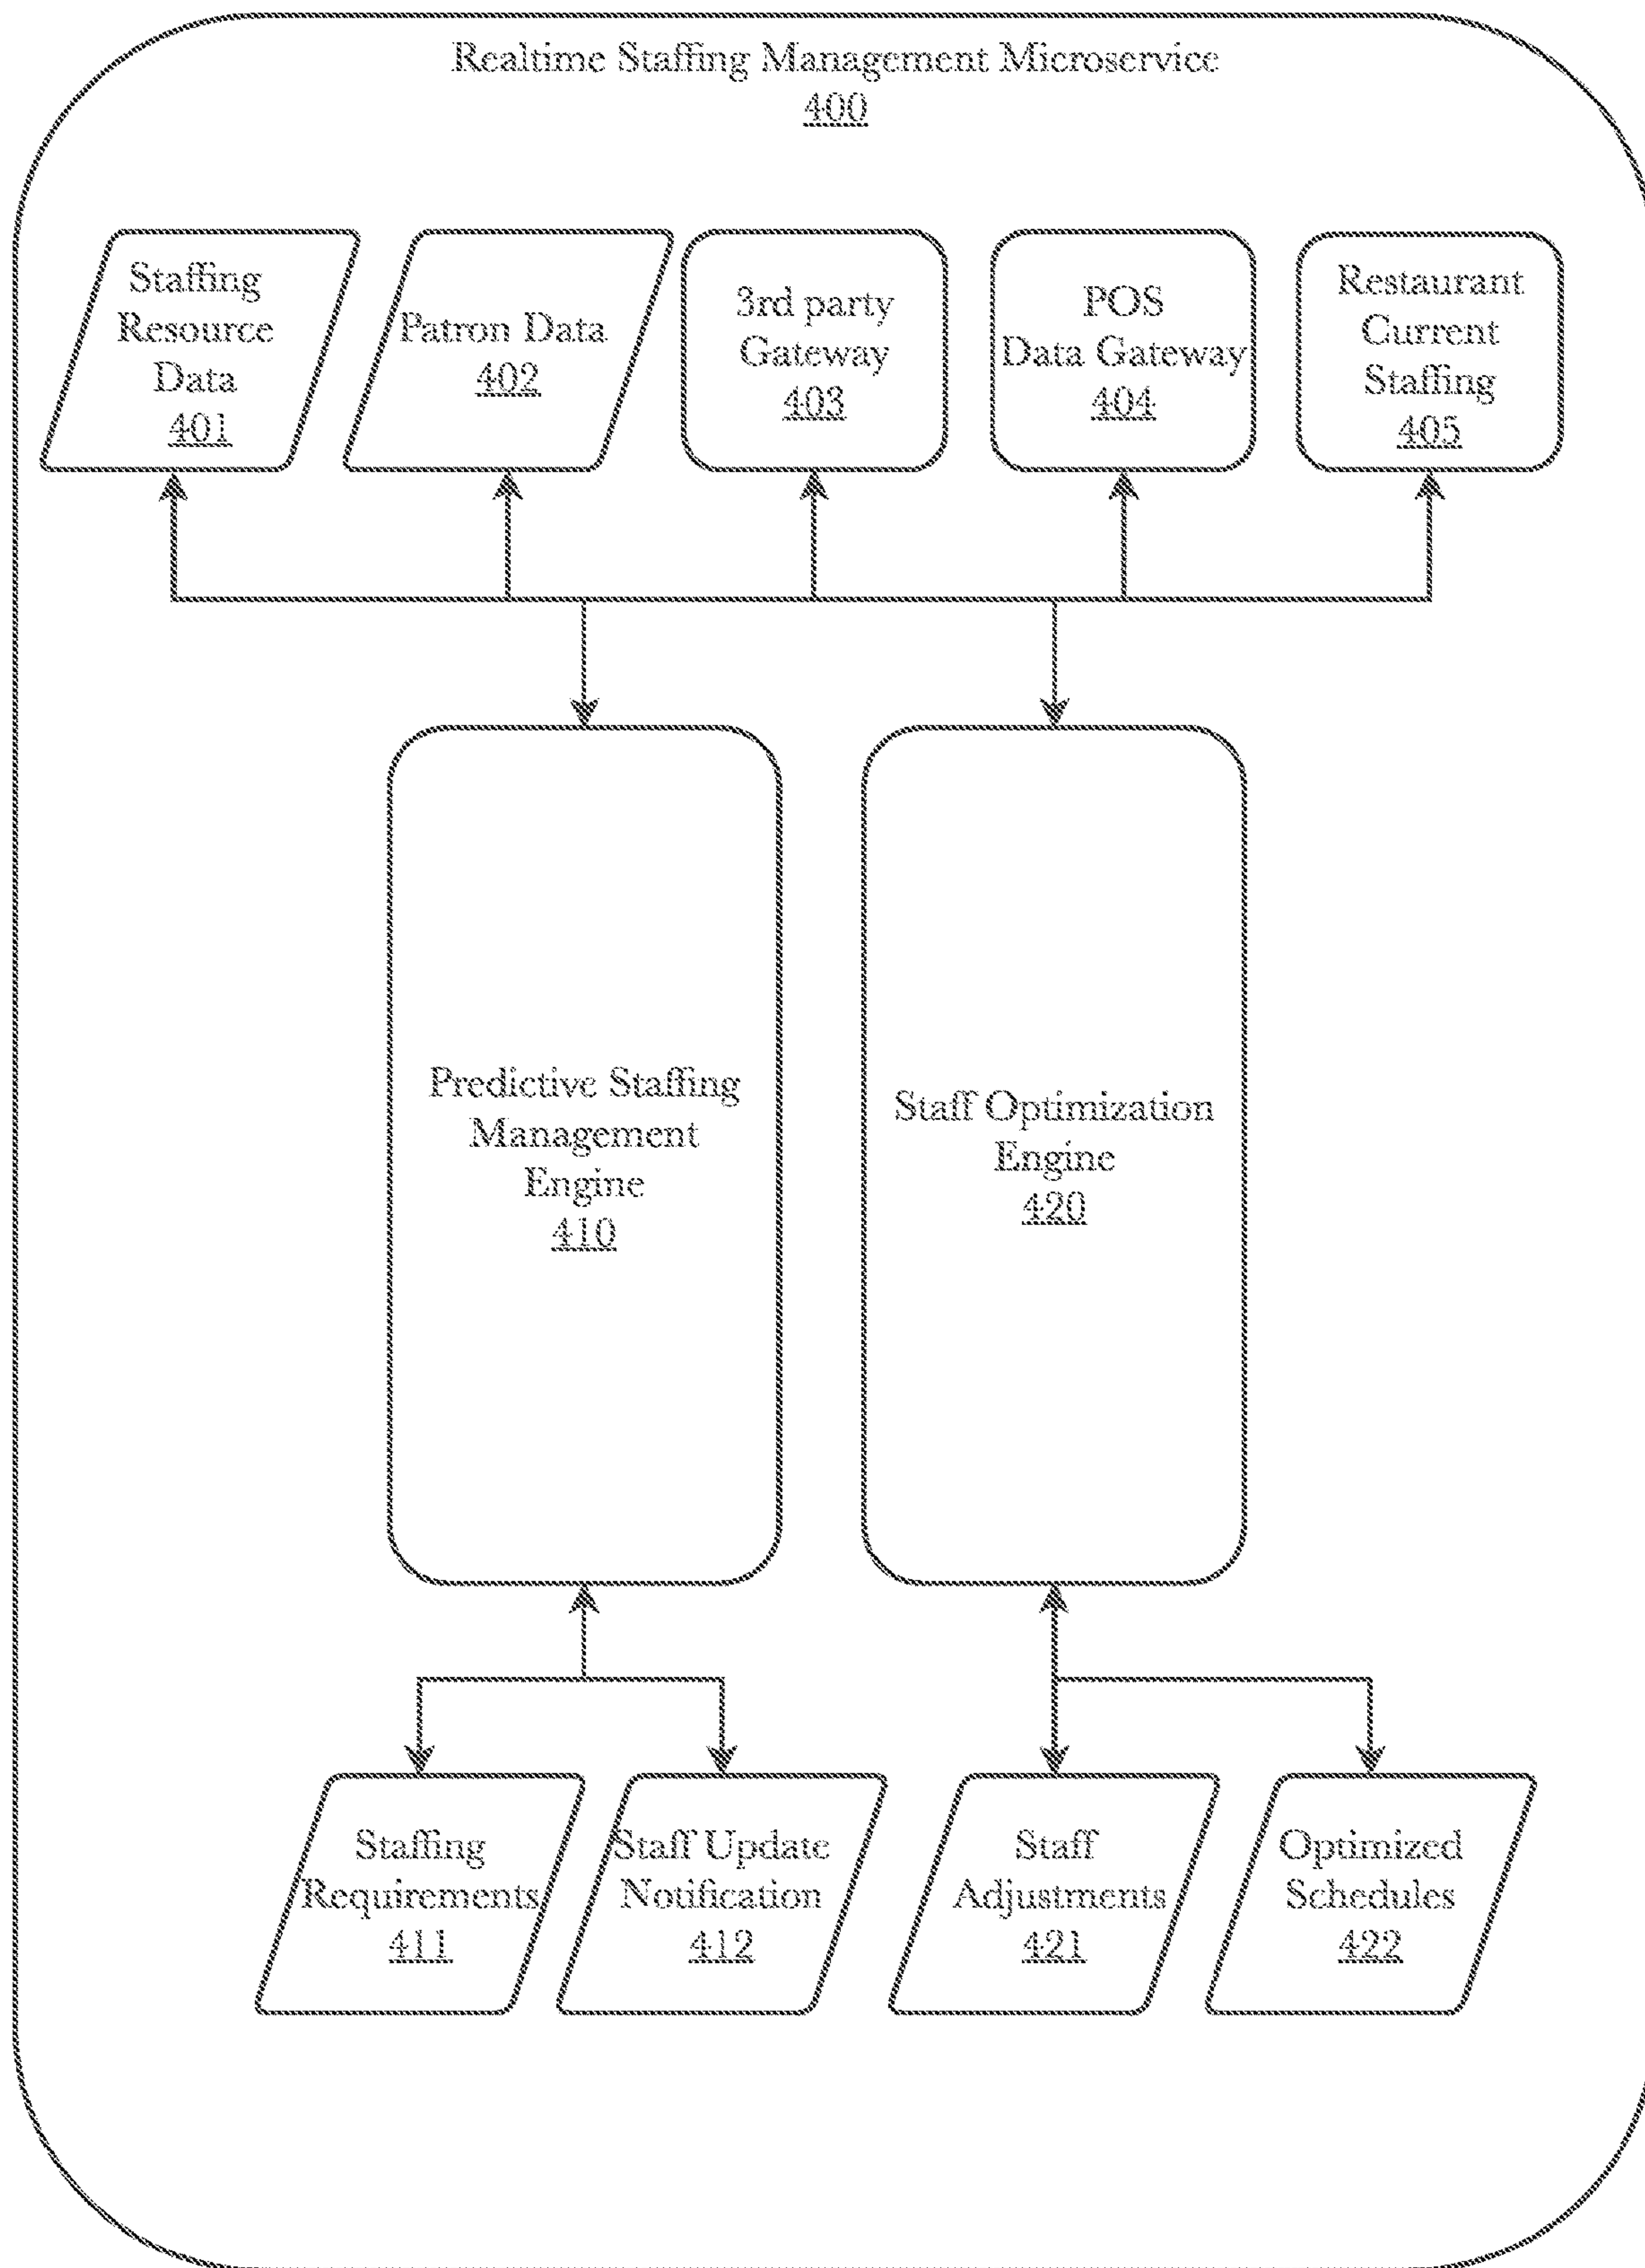 Realtime Staffing Management Microservice
400
Staffing
Resource
Data
401
Patron Data
402
3rd party
Gateway
403
POS
Data Gateway
404
Restaurant
Current
Staffing
405
Predictive Staffing
Management
Engine
410
Staff Optimization
Engine
420
Staffing
Requirements
411
Staff Update
Notification
412
Staff
Adjustments
421
Optimized
Schedules
422